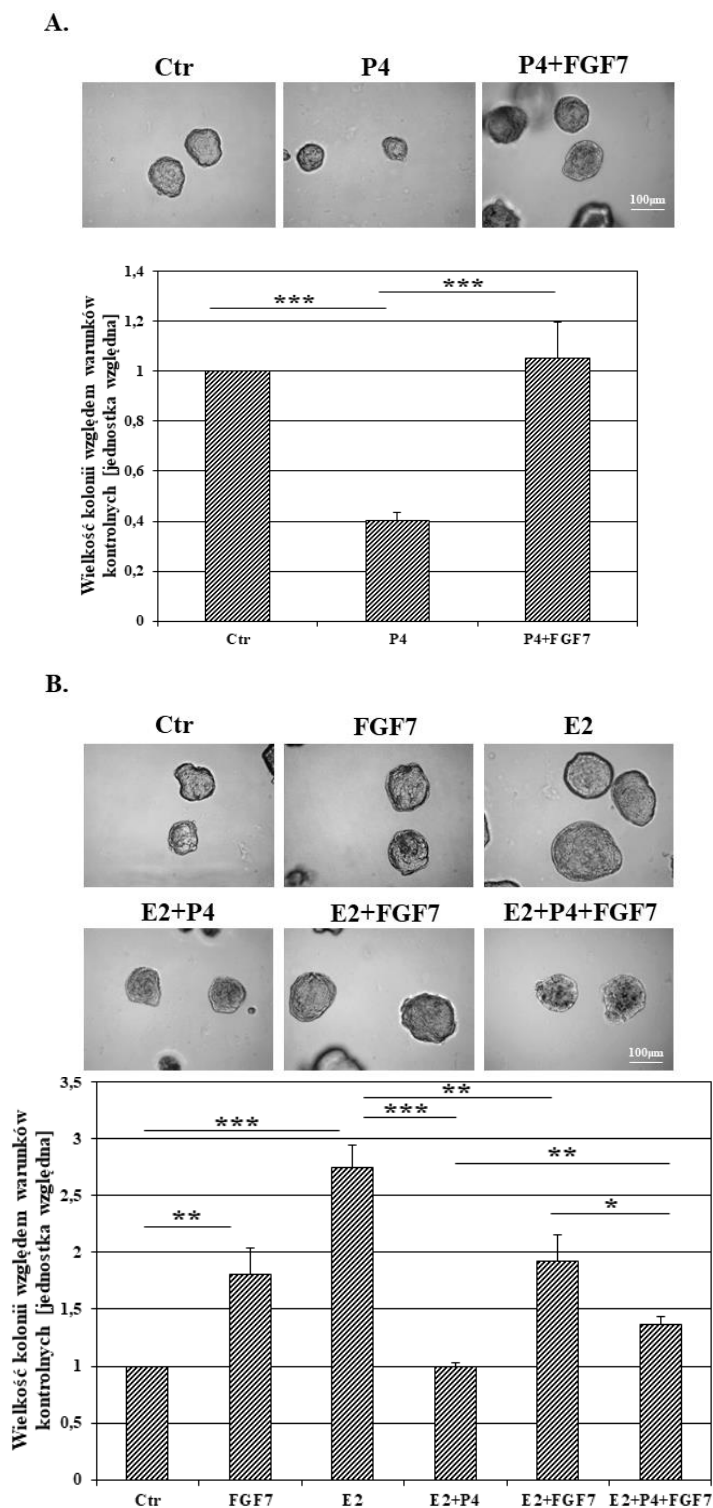 A.
Ctr P4 P4+FGF7
100µm
Wielkość kolonii względem warunków
kontrolnych [jednostka względna]
1,4
1,2
1
0,8
0,6
0,4
0,2
0
*** ***
Ctr P4 P4+FGF7
B.
Ctr FGF7 E2
E2+P4 E2+FGF7 E2+P4+FGF7
100µm
Wielkość kolonii względem warunków
kontrolnych [jednostka względna]
3,5
3
2,5
2
1,5
1
0,5
0
**
***
***
**
**
*
Ctr FGF7 E2 E2+P4 E2+FGF7 E2+P4+FGF7